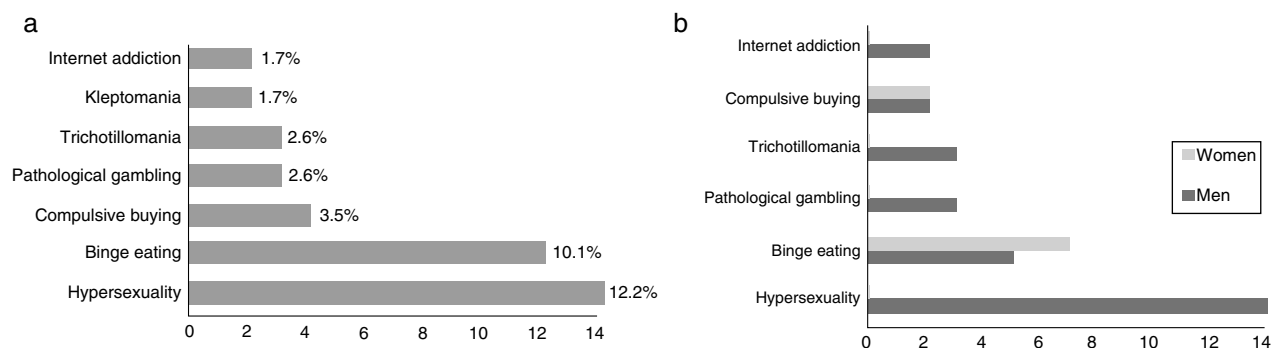 a
Internet addiction 1.7%
Kleptomania 1.7%
Trichotillomania 2.6%
Pathological gambling 2.6%
Compulsive buying 3.5%
Binge eating 10.1%
Hypersexuality 12.2%
0 2 4 6 8 10 12 14
b
Internet addiction
Compulsive buying
Trichotillomania
Pathological gambling
Binge eating
Hypersexuality
0 2 4 6 8 10 12 14
Women
Men